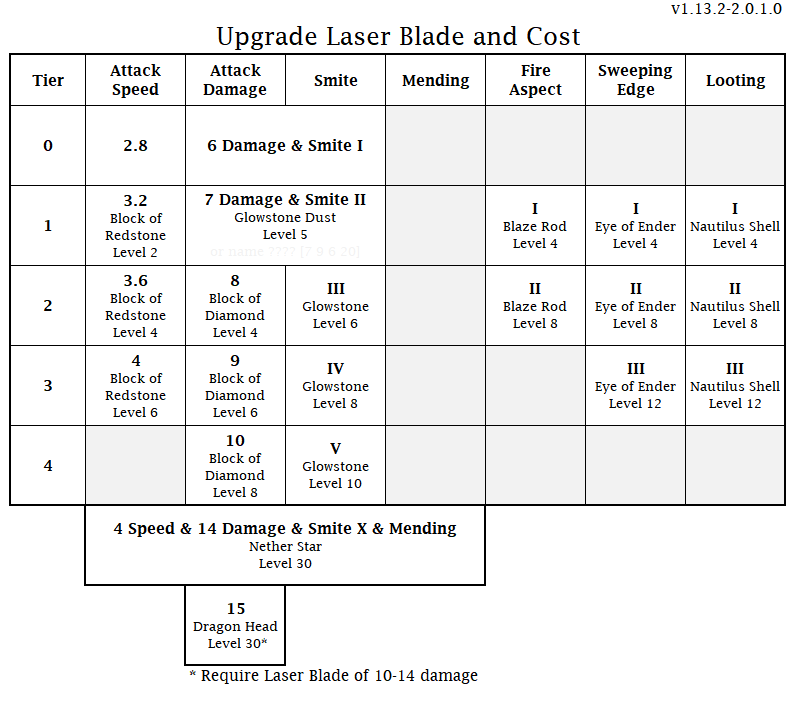 v1.13.2-2.0.1.0
Upgrade Laser Blade and Cost
Tier
Attack
Speed
Attack
Damage
Smite
Mending
Fire
Aspect
Sweeping
Edge
Looting
0
2.8
6 Damage & Smite I
1
3.2
Block of
Redstone
Level 2
7 Damage & Smite II
Glowstone Dust
Level 5
or name ???? [7.9.6.20]
I
Blaze Rod
Level 4
I
Eye of Ender
Level 4
I
Nautilus Shell
Level 4
2
3.6
Block of
Redstone
Level 4
8
Block of
Diamond
Level 4
III
Glowstone
Level 6
II
Blaze Rod
Level 8
II
Eye of Ender
Level 8
II
Nautilus Shell
Level 8
3
4
Block of
Redstone
Level 6
9
Block of
Diamond
Level 6
IV
Glowstone
Level 8
III
Eye of Ender
Level 12
III
Nautilus Shell
Level 12
4
10
Block of
Diamond
Level 8
V
Glowstone
Level 10
4 Speed & 14 Damage & Smite X & Mending
Nether Star
Level 30
15
Dragon Head
Level 30*
* Require Laser Blade of 10-14 damage